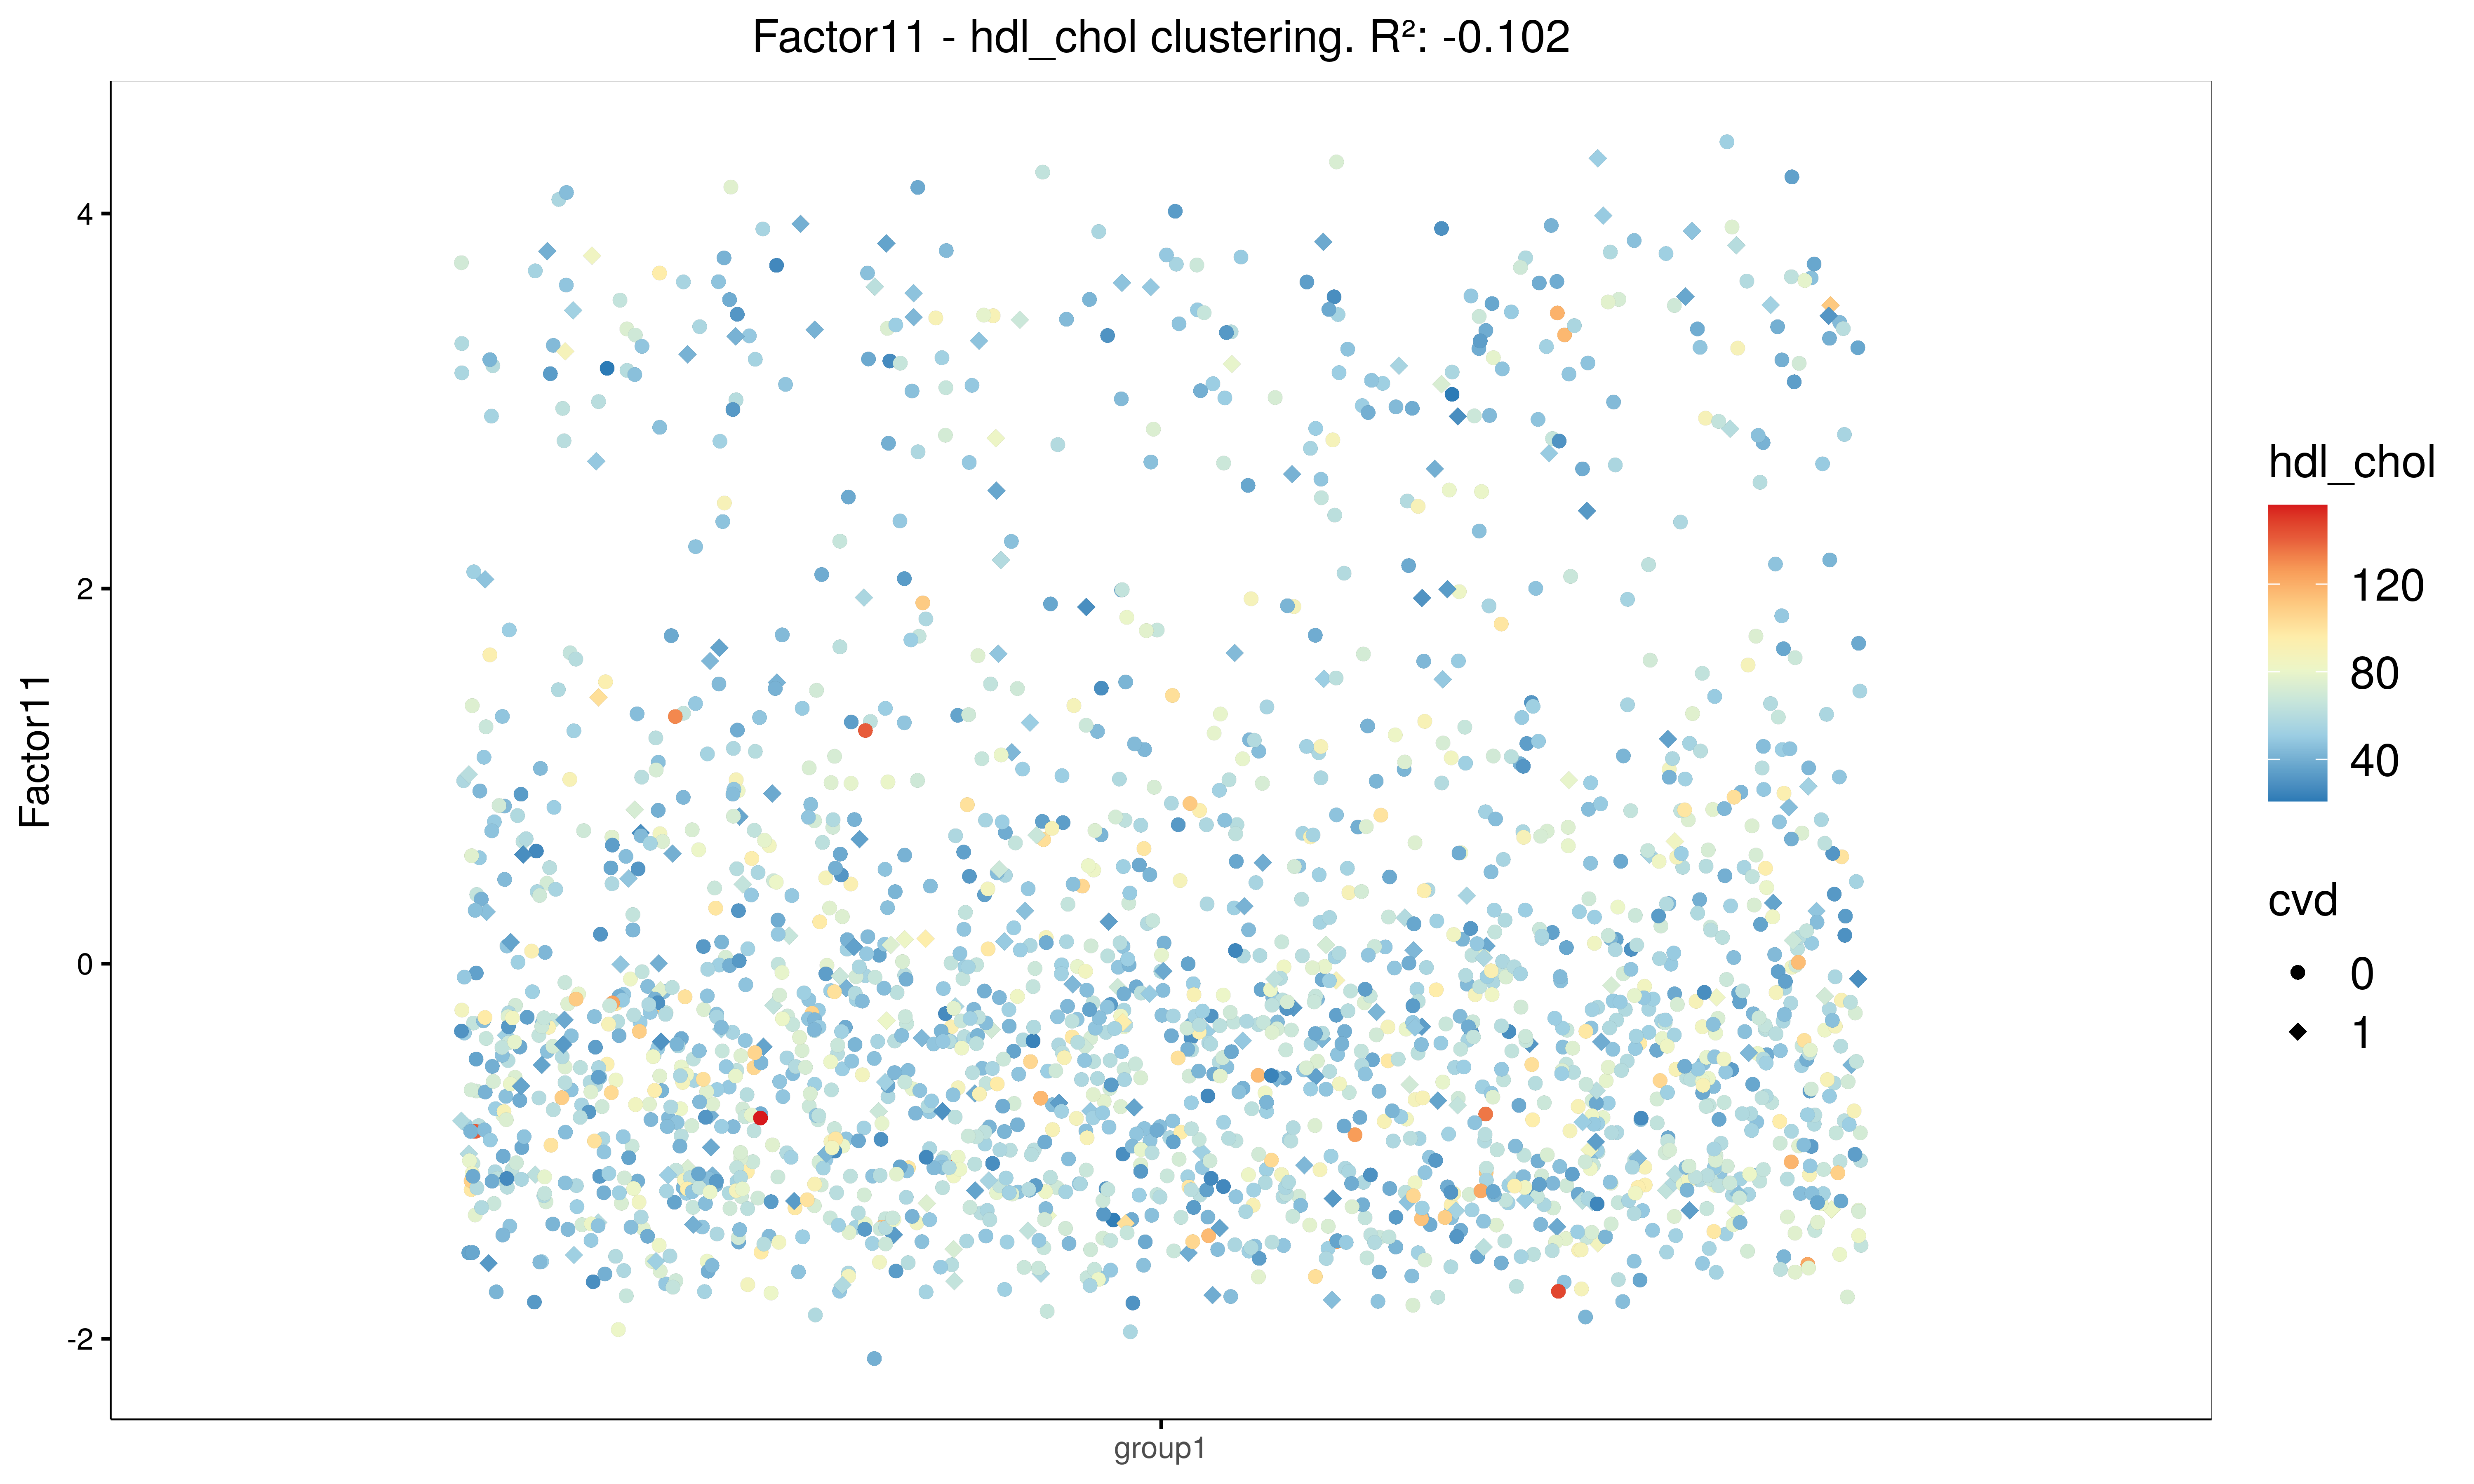 Factor11 - hdl_chol clustering. R²: -0.102
Factor11
4
2
0
-2
group1
hdl_chol
120
80
40
cvd
0
1